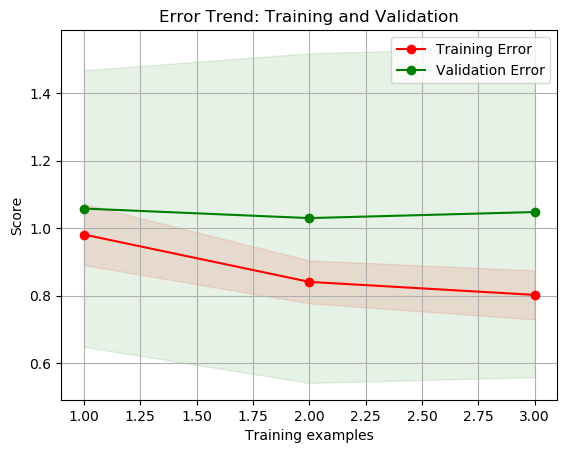 Error Trend: Training and Validation
Training Error
Validation Error
Score
1.4
1.2
1.0
0.8
0.6
1.00 1.25 1.50 1.75 2.00 2.25 2.50 2.75 3.00
Training examples